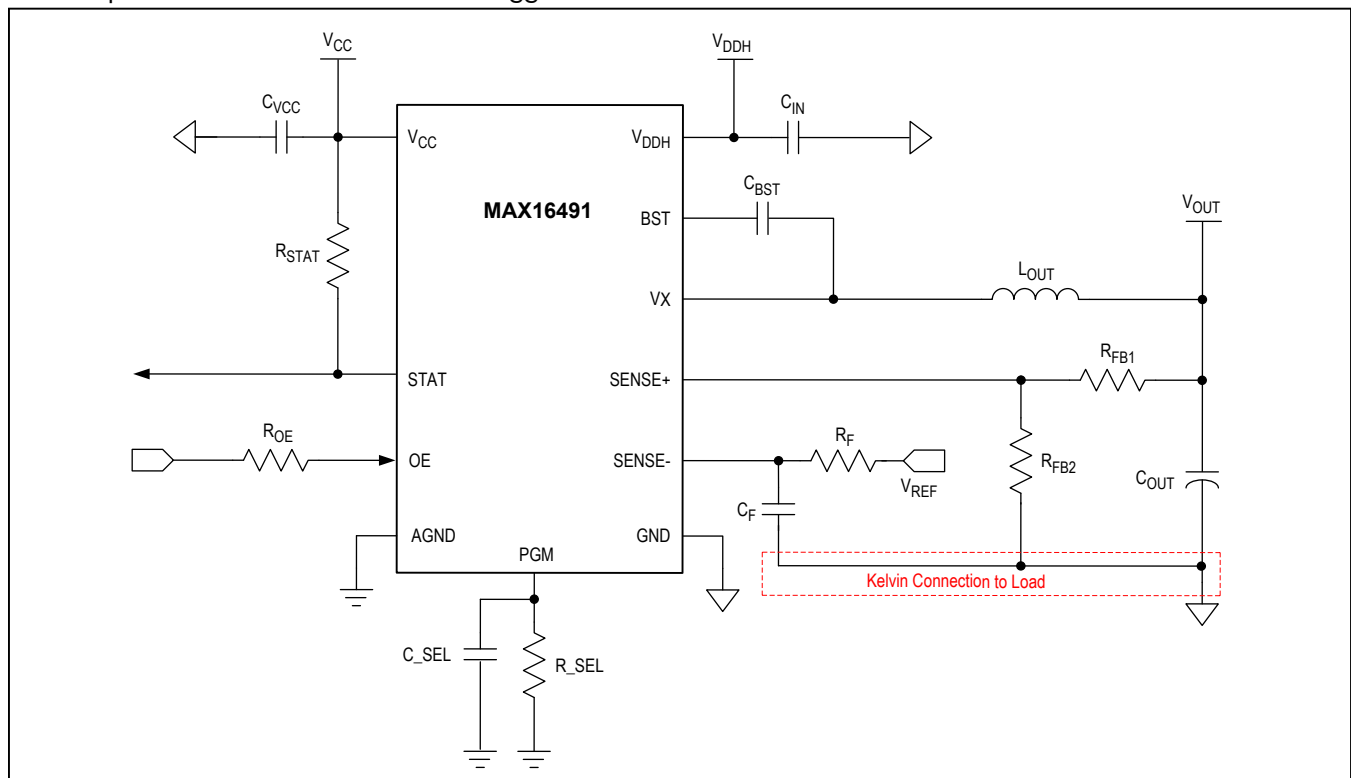 VCC
VDDH
CVCC
CIN
VCC
VDDH
CBST
MAX16491
BST
VOUT
RSTAT
LOUT
VX
RFB1
STAT
SENSE+
ROE
RF
OE
SENSE-
RFB2
VREF
COUT
CF
AGND
GND
PGM
Kelvin Connection to Load
C_SEL
R_SEL